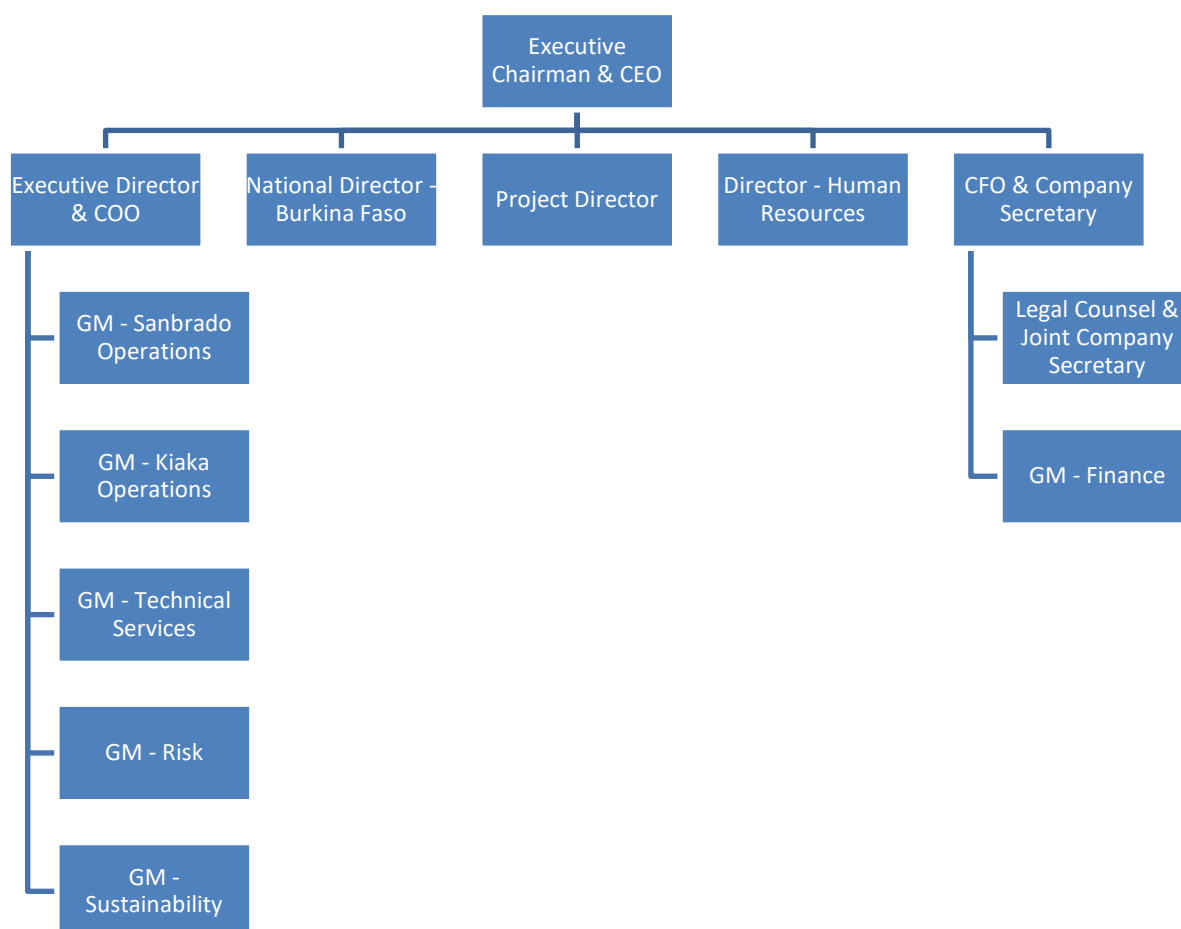 Executive
Chairman & CEO
Executive Director
& COO
National Director -
Burkina Faso
Project Director
Director - Human
Resources
CFO & Company
Secretary
GM - Sanbrado
Operations
GM - Kiaka
Operations
GM - Technical
Services
GM - Risk
GM -
Sustainability
Legal Counsel &
Joint Company
Secretary
GM - Finance